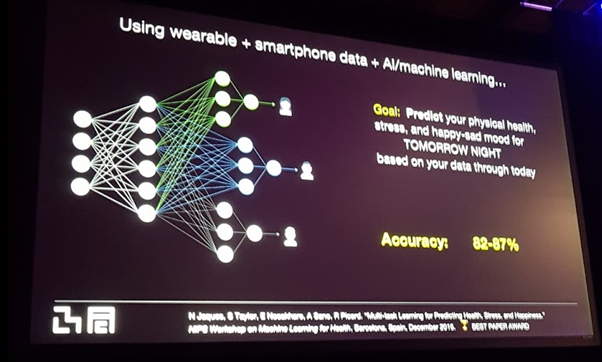 Using wearable + smartphone data + AI/machine learning...
Goal: Predict your physical health,
stress, and happy-sad mood for
TOMORROW NIGHT
based on your data through today
Accuracy: 82-87%
N Jaques, S Taylor, E Nosakhare, A Sano, R Picard. "Multi-task Learning for Predicting Health, Stress, and Happiness,"
NIPS Workshop on Machine Learning for Health, Barcelona, Spain, December 2016. BEST PAPER AWARD